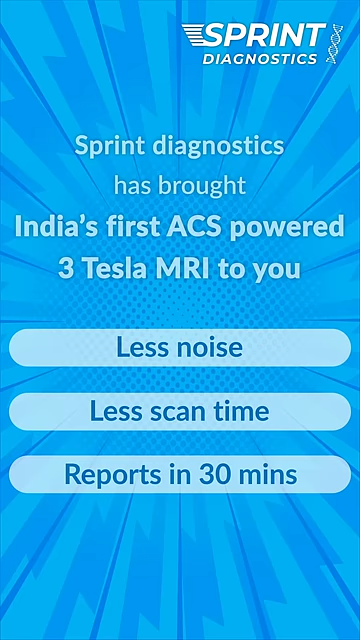 SPRINT
DIAGNOSTICS
Sprint diagnostics
has brought
India's first ACS powered
3 Tesla MRI to you
Less noise
Less scan time
Reports in 30 mins